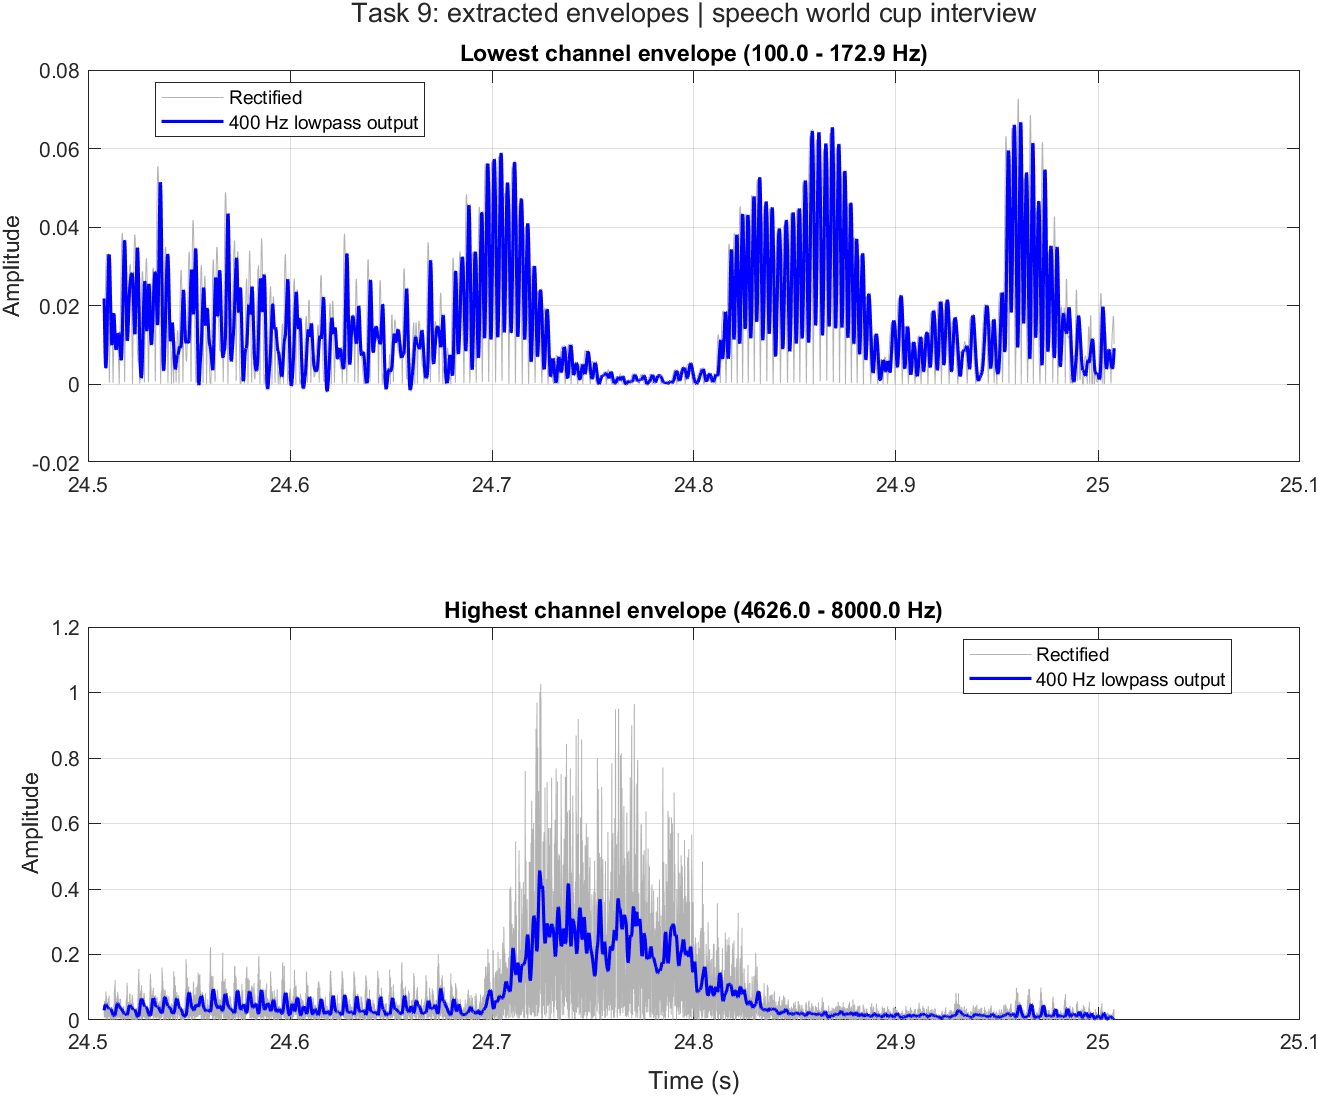 Task 9: extracted envelopes | speech world cup interview
Lowest channel envelope (100.0 - 172.9 Hz)
0.08
0.06
0.04
0.02
0
-0.02
Amplitude
Rectified
400 Hz lowpass output
24.5 24.6 24.7 24.8 24.9 25 25.1
Highest channel envelope (4626.0 - 8000.0 Hz)
1.2
1
0.8
0.6
0.4
0.2
0
Amplitude
Rectified
400 Hz lowpass output
24.5 24.6 24.7 24.8 24.9 25 25.1
Time (s)